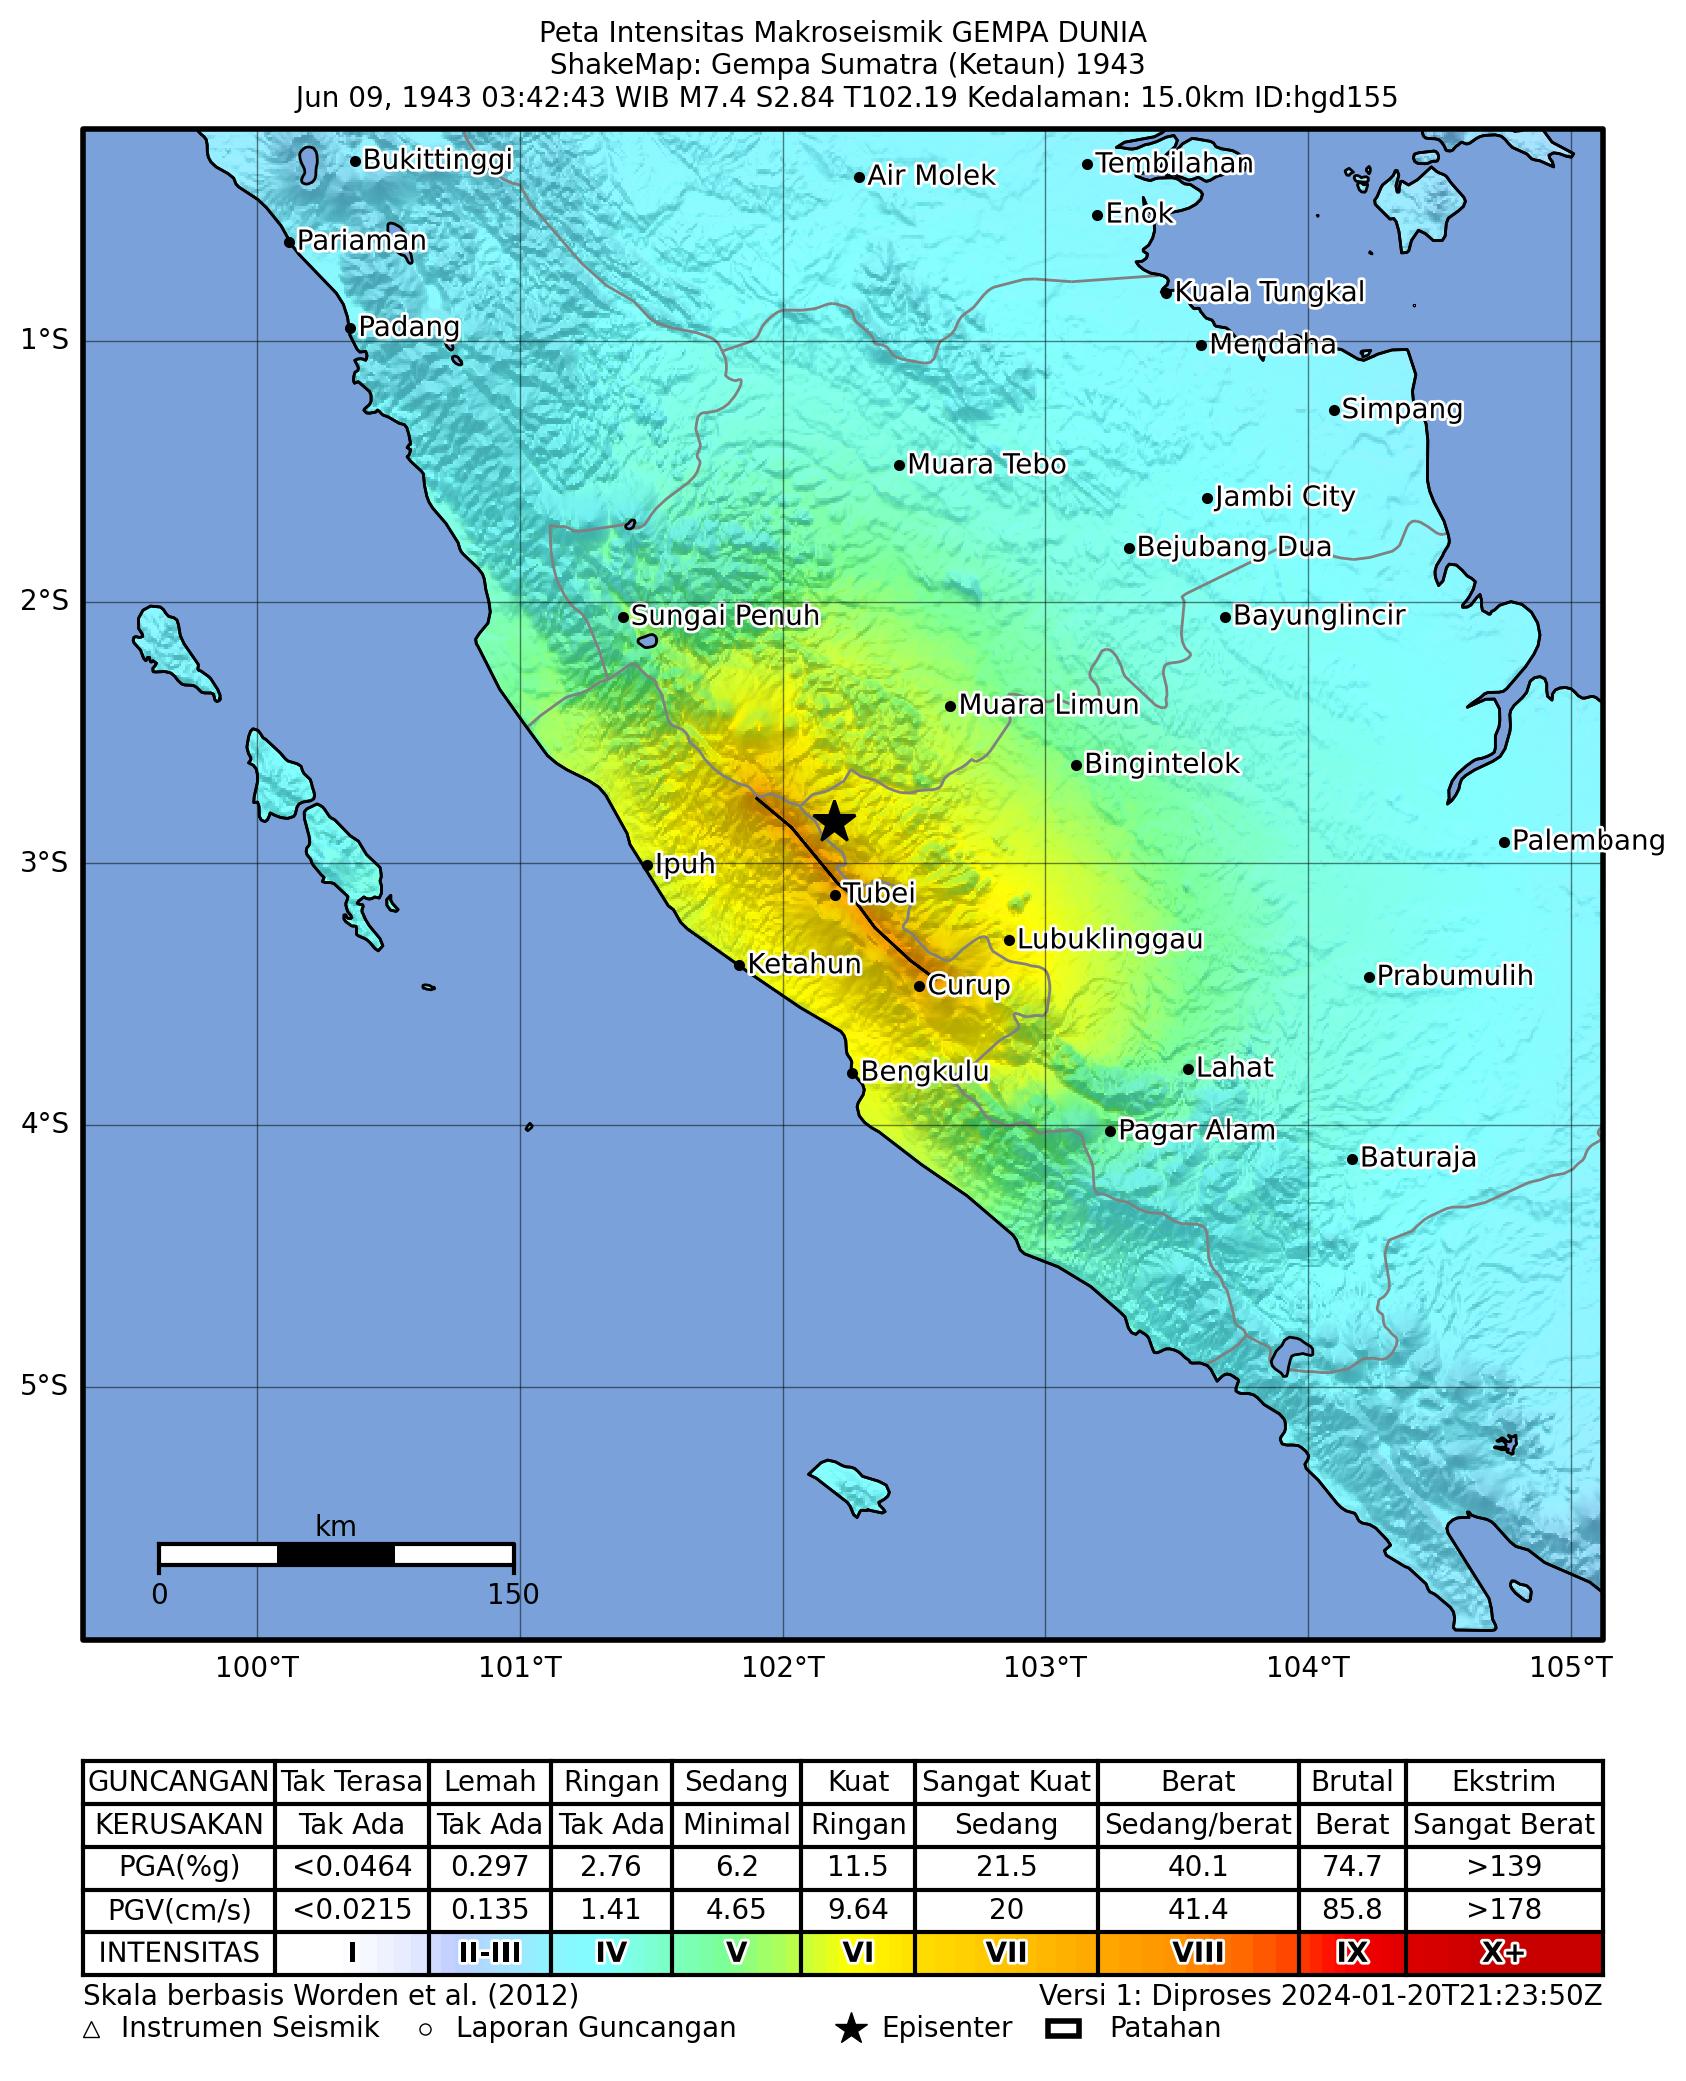 Peta Intensitas Makroseismik GEMPA DUNIA
ShakeMap: Gempa Sumatra (Ketaun) 1943
Jun 09, 1943 03:42:43 WIB M7.4 S2.84 T102.19 Kedalaman: 15.0km ID:hgd155
Bukittinggi
Air Molek
Tembilahan
Enok
Pariaman
Kuala Tungkal
Padang
1°S
Mendaha
Simpang
Muara Tebo
Jambi City
Bejubang Dua
2°S
Sungai Penuh
Bayunglincir
Muara Limun
Bingintelok
Palembang
3°S
Ipuh
Tubei
Lubuklinggau
Ketahun
Curup
Prabumulih
Bengkulu
Lahat
4°S
Pagar Alam
Baturaja
5°S
km
0 150
100°T 101°T 102°T 103°T 104°T 105°T
GUNCANGAN Tak Terasa Lemah Ringan Sedang Kuat Sangat Kuat Berat Brutal Ekstrim
KERUSAKAN Tak Ada Tak Ada Tak Ada Minimal Ringan Sedang Sedang/berat Berat Sangat Berat
PGA(%g) <0.0464 0.297 2.76 6.2 11.5 21.5 40.1 74.7 >139
PGV(cm/s) <0.0215 0.135 1.41 4.65 9.64 20 41.4 85.8 >178
INTENSITAS I II-III IV V VI VII VIII IX X+
Skala berbasis Worden et al. (2012) Versi 1: Diproses 2024-01-20T21:23:50Z
Instrumen Seismik Laporan Guncangan Episenter Patahan